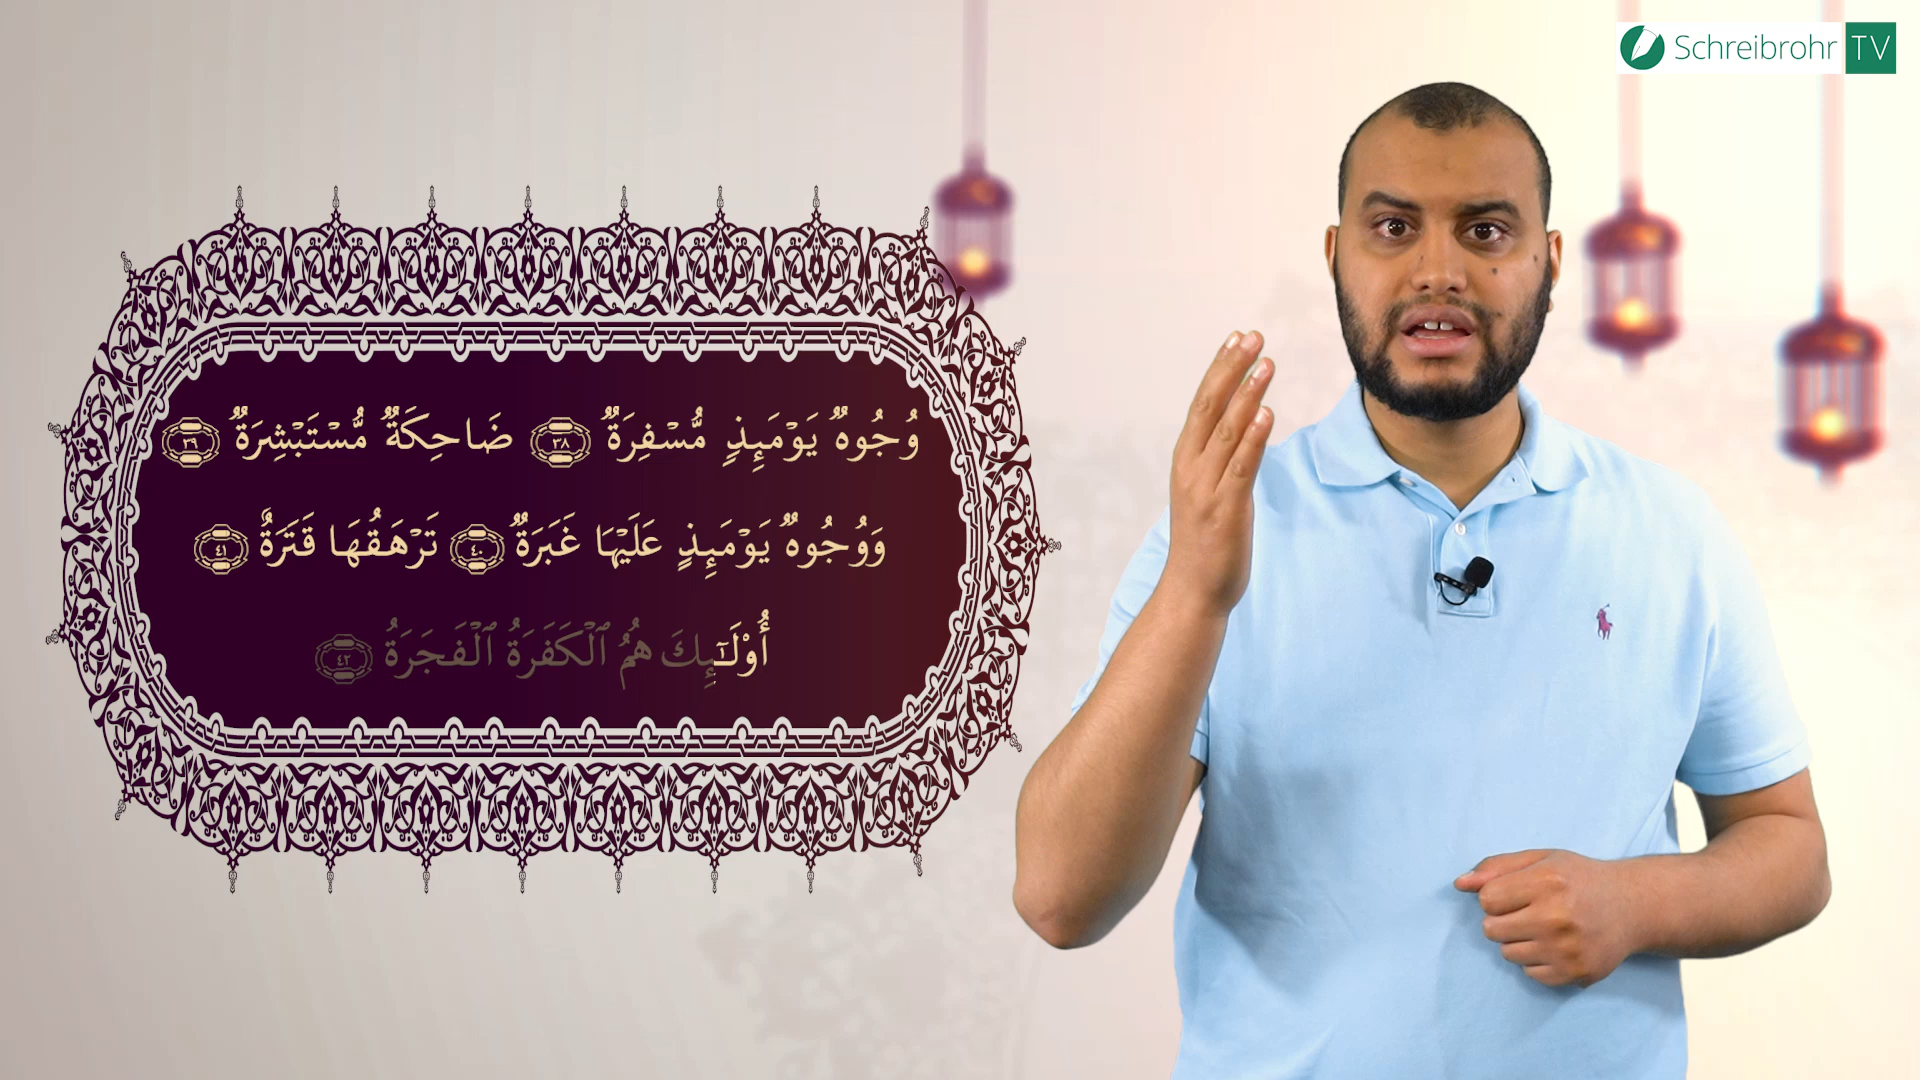 Schreibrohr TV
وُجُوهٌ يَوْمَئِذٍ مُّسْفِرَةٌ ٣٨ ضَاحِكَةٌ مُّسْتَبْشِرَةٌ ٣٩
وَوُجُوهٌ يَوْمَئِذٍ عَلَيْهَا غَبَرَةٌ ٤٠ تَرْهَقُهَا قَتَرَةٌ ٤١
أُوْلَـٰٓئِكَ هُمُ ٱلْكَفَرَةُ ٱلْفَجَرَةُ ٤٢